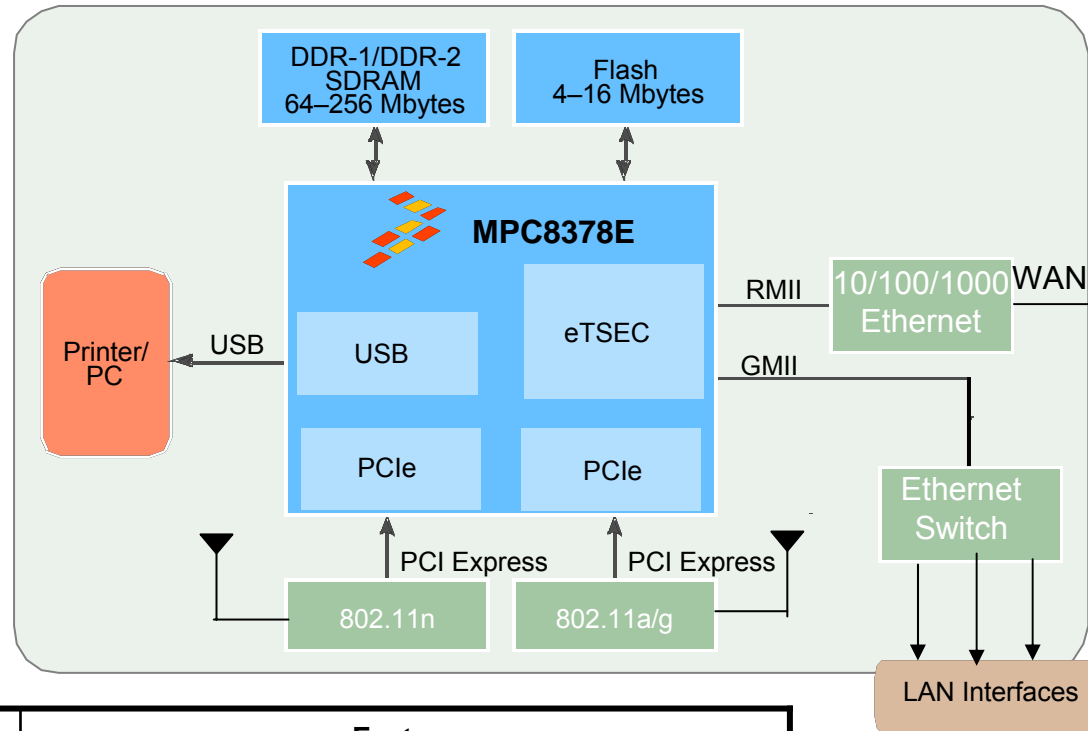 DDR-1/DDR-2
SDRAM
64–256 Mbytes
Flash
4–16 Mbytes
MPC8378E
eTSEC
USB
PCIe
PCIe
Printer/
PC
USB
RMII
10/100/1000
Ethernet
WAN
GMII
Ethernet
Switch
PCI Express
PCI Express
802.11n
802.11a/g
LAN Interfaces